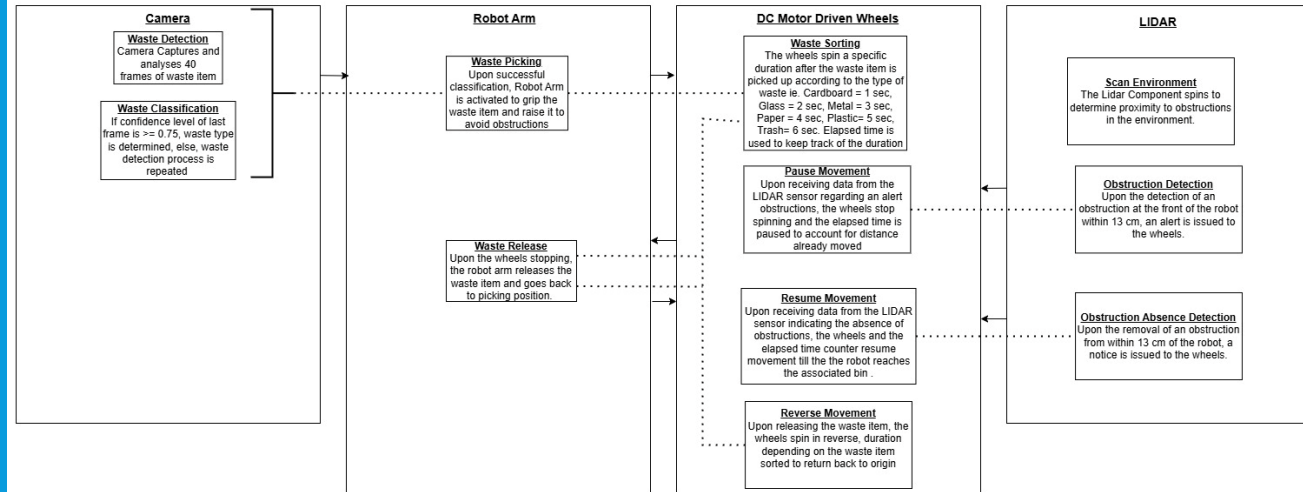 Camera
Waste Detection
Camera Captures and
analyses 40
frames of waste item
Waste Classification
If confidence level of last
frame is >= 0.75, waste type
is determined, else, waste
detection process is
repeated
Robot Arm
Waste Picking
Upon successful
classification, Robot Arm
is activated to grip the
waste item and raise it to
avoid obstructions
Waste Release
Upon the wheels stopping,
the robot arm releases the
waste item and goes back
to picking position.
DC Motor Driven Wheels
Waste Sorting
The wheels spin a specific
duration after the waste item is
picked up according to the type of
waste ie. Cardboard = 1 sec,
Glass = 2 sec, Metal = 3 sec,
Paper = 4 sec, Plastic= 5 sec,
Trash= 6 sec. Elapsed time is
used to keep track of the duration
Pause Movement
Upon receiving data from the
LIDAR sensor regarding an alert
obstructions, the wheels stop
spinning and the elapsed time is
paused to account for distance
already moved
Resume Movement
Upon receiving data from the LIDAR
sensor indicating the absence of
obstructions, the wheels and the
elapsed time counter resume
movement till the the robot reaches
the associated bin .
Reverse Movement
Upon releasing the waste item, the
wheels spin in reverse, duration
depending on the waste item
sorted to return back to origin
LIDAR
Scan Environment
The Lidar Component spins to
determine proximity to obstructions
in the environment.
Obstruction Detection
Upon the detection of an
obstruction at the front of the robot
within 13 cm, an alert is issued to
the wheels.
Obstruction Absence Detection
Upon the removal of an obstruction
from within 13 cm of the robot, a
notice is issued to the wheels.